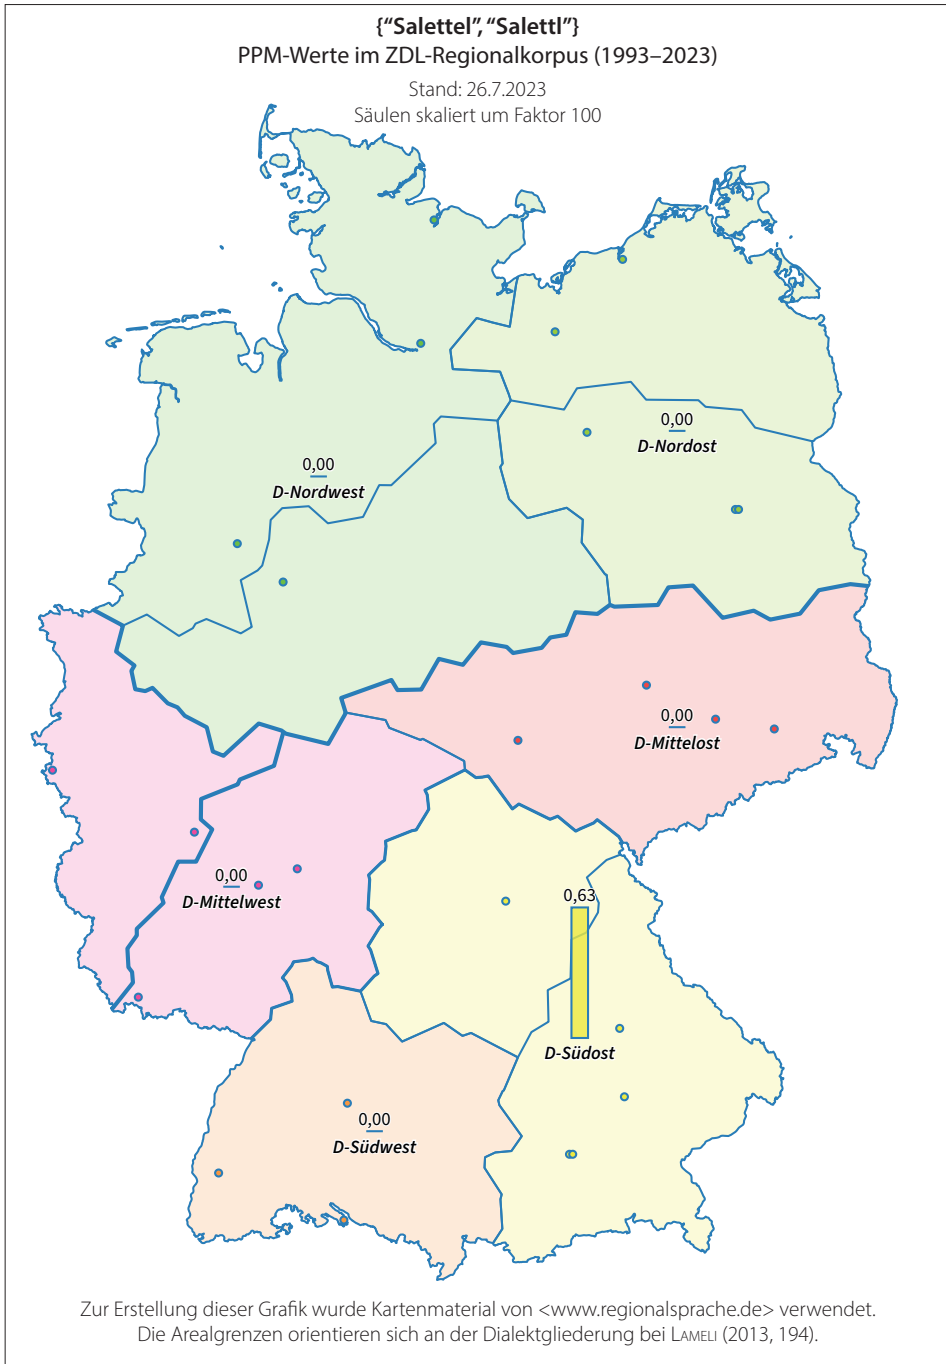 {“Salettel”, “Salettl”}
PPM-Werte im ZDL-Regionalkorpus (1993–2023)
Stand: 26.7.2023
Säulen skaliert um Faktor 100
0,00
D-Nordost
0,00
D-Nordwest
0,00
D-Mittelost
0,00
D-Mittelwest
0,63
D-Südost
0,00
D-Südwest
Zur Erstellung dieser Grafik wurde Kartenmaterial von <www.regionalsprache.de> verwendet.
Die Arealgrenzen orientieren sich an der Dialektgliederung bei LAMELI (2013, 194).